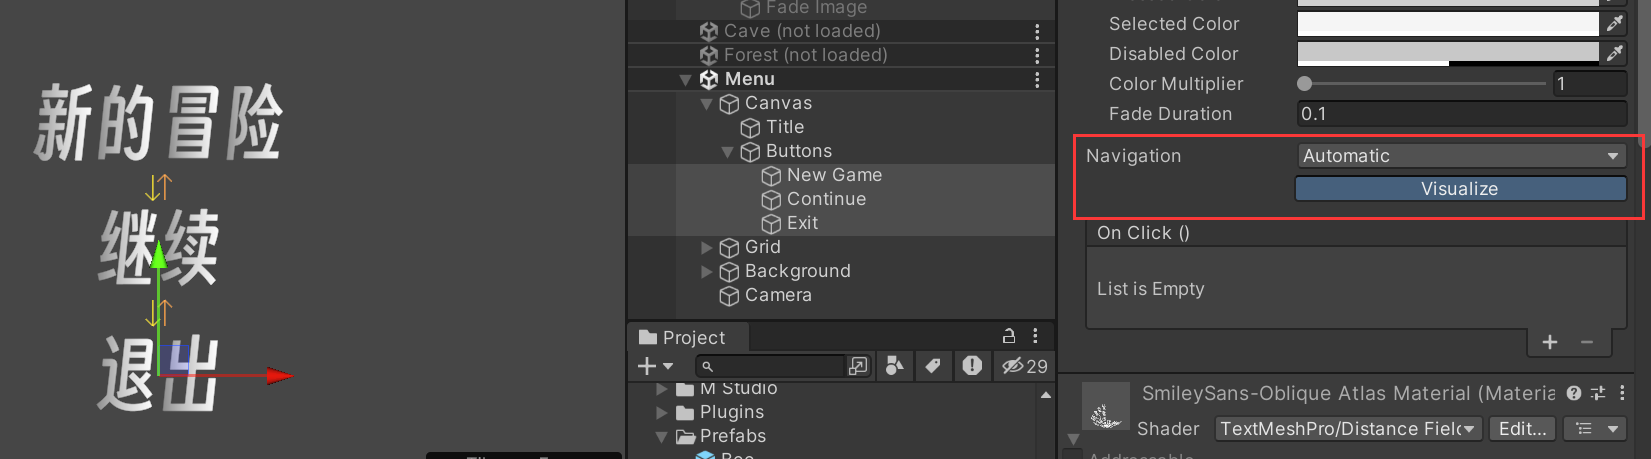 新的冒险
继续
退出
Fade Image
Cave (not loaded)
Forest (not loaded)
Menu
Canvas
Title
Buttons
New Game
Continue
Exit
Grid
Background
Camera
Project
29
M Studio
Plugins
Prefabs
Selected Color
Disabled Color
Color Multiplier
1
Fade Duration
0.1
Navigation
Automatic
Visualize
On Click ()
List is Empty
SmileySans-Oblique Atlas Material (Materia
Shader
TextMeshPro/Distance Field
Edit...